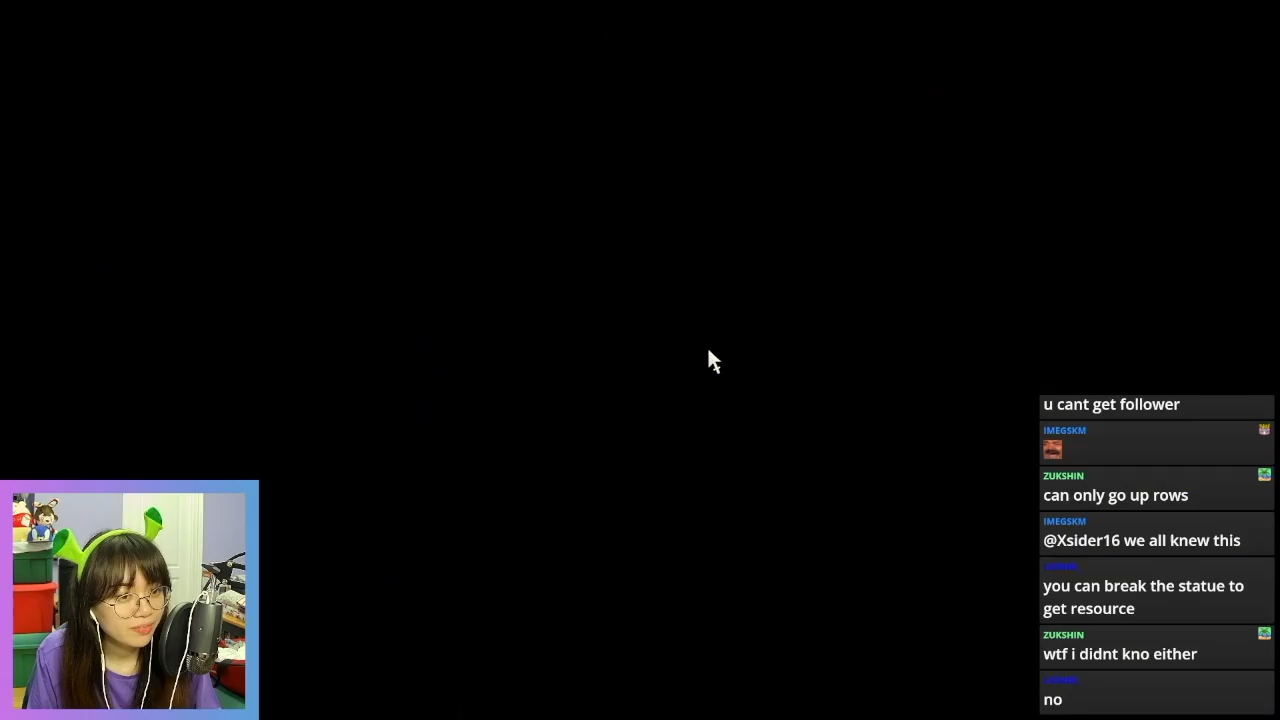 u cant get follower
IMEGSKM
ZUKSHIN
can only go up rows
IMEGSKM
@Xsider16 we all knew this
you can break the statue to
get resource
ZUKSHIN
wtf i didnt kno either
no